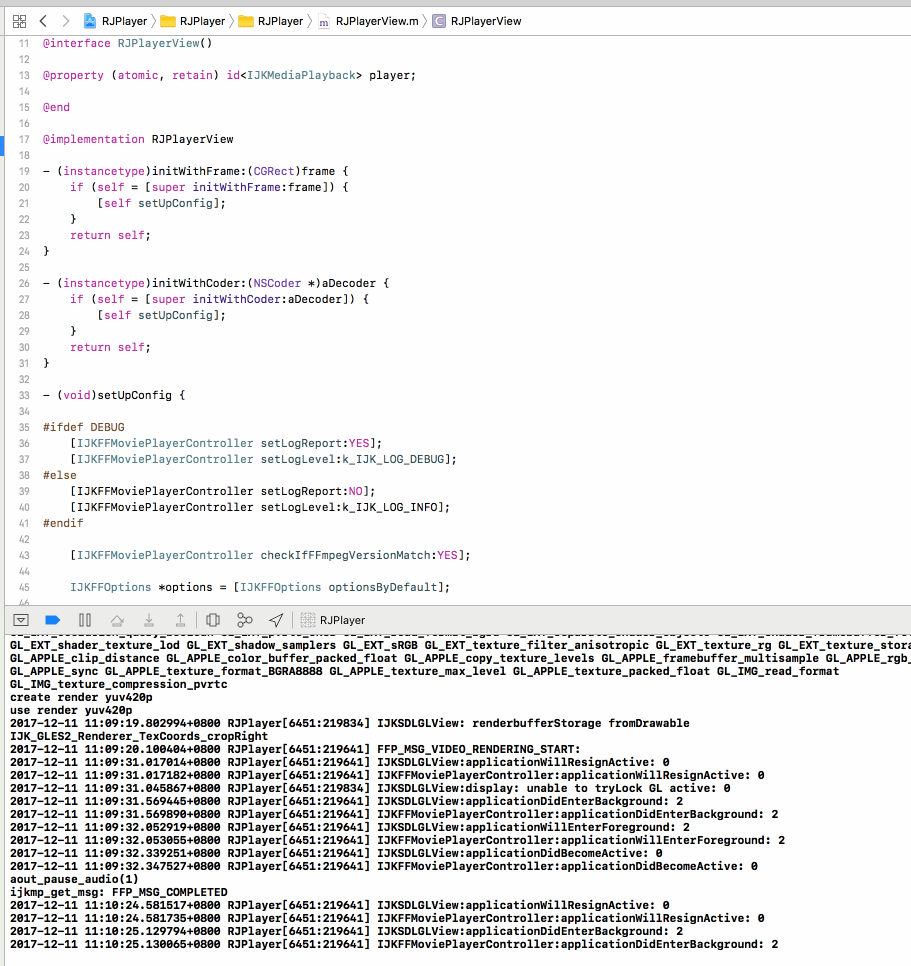 RJPlayer RJPlayer RJPlayer m RJPlayerView.m C RJPlayerView
11 @interface RJPlayerView()
12
13 @property (atomic, retain) id<IJKMediaPlayback> player;
14
15 @end
16
17 @implementation RJPlayerView
18
19 - (instancetype)initWithFrame:(CGRect)frame {
20 if (self = [super initWithFrame:frame]) {
21 [self setUpConfig];
22 }
23 return self;
24 }
25
26 - (instancetype)initWithCoder:(NSCoder *)aDecoder {
27 if (self = [super initWithCoder:aDecoder]) {
28 [self setUpConfig];
29 }
30 return self;
31 }
32
33 - (void)setUpConfig {
34
35 #ifdef DEBUG
36 [IJKFFMoviePlayerController setLogReport:YES];
37 [IJKFFMoviePlayerController setLogLevel:k_IJK_LOG_DEBUG];
38 #else
39 [IJKFFMoviePlayerController setLogReport:NO];
40 [IJKFFMoviePlayerController setLogLevel:k_IJK_LOG_INFO];
41 #endif
42
43 [IJKFFMoviePlayerController checkIfFFmpegVersionMatch:YES];
44
45 IJKFFOptions *options = [IJKFFOptions optionsByDefault];
46
RJPlayer
GL_EXT_shader_texture_lod GL_EXT_shadow_samplers GL_EXT_sRGB GL_EXT_texture_filter_anisotropic GL_EXT_texture_rg GL_EXT_texture_stora
GL_APPLE_clip_distance GL_APPLE_color_buffer_packed_float GL_APPLE_copy_texture_levels GL_APPLE_framebuffer_multisample GL_APPLE_rgb_
GL_APPLE_sync GL_APPLE_texture_format_BGRA8888 GL_APPLE_texture_max_level GL_APPLE_texture_packed_float GL_IMG_read_format
GL_IMG_texture_compression_pvrtc
create render yuv420p
use render yuv420p
2017-12-11 11:09:19.802994+0800 RJPlayer[6451:219834] IJKSDLGLView: renderbufferStorage fromDrawable
IJK_GLES2_Renderer_TexCoords_cropRight
2017-12-11 11:09:20.100404+0800 RJPlayer[6451:219641] FFP_MSG_VIDEO_RENDERING_START:
2017-12-11 11:09:31.017014+0800 RJPlayer[6451:219641] IJKSDLGLView:applicationWillResignActive: 0
2017-12-11 11:09:31.017182+0800 RJPlayer[6451:219641] IJKFFMoviePlayerController:applicationWillResignActive: 0
2017-12-11 11:09:31.045867+0800 RJPlayer[6451:219834] IJKSDLGLView:display: unable to tryLock GL active: 0
2017-12-11 11:09:31.569445+0800 RJPlayer[6451:219641] IJKSDLGLView:applicationDidEnterBackground: 2
2017-12-11 11:09:31.569890+0800 RJPlayer[6451:219641] IJKFFMoviePlayerController:applicationDidEnterBackground: 2
2017-12-11 11:09:32.052919+0800 RJPlayer[6451:219641] IJKSDLGLView:applicationWillEnterForeground: 2
2017-12-11 11:09:32.053055+0800 RJPlayer[6451:219641] IJKFFMoviePlayerController:applicationWillEnterForeground: 2
2017-12-11 11:09:32.339251+0800 RJPlayer[6451:219641] IJKSDLGLView:applicationDidBecomeActive: 0
2017-12-11 11:09:32.347527+0800 RJPlayer[6451:219641] IJKFFMoviePlayerController:applicationDidBecomeActive: 0
aout_pause_audio(1)
ijkmp_get_msg: FFP_MSG_COMPLETED
2017-12-11 11:10:24.581517+0800 RJPlayer[6451:219641] IJKSDLGLView:applicationWillResignActive: 0
2017-12-11 11:10:24.581735+0800 RJPlayer[6451:219641] IJKFFMoviePlayerController:applicationWillResignActive: 0
2017-12-11 11:10:25.129794+0800 RJPlayer[6451:219641] IJKSDLGLView:applicationDidEnterBackground: 2
2017-12-11 11:10:25.130065+0800 RJPlayer[6451:219641] IJKFFMoviePlayerController:applicationDidEnterBackground: 2